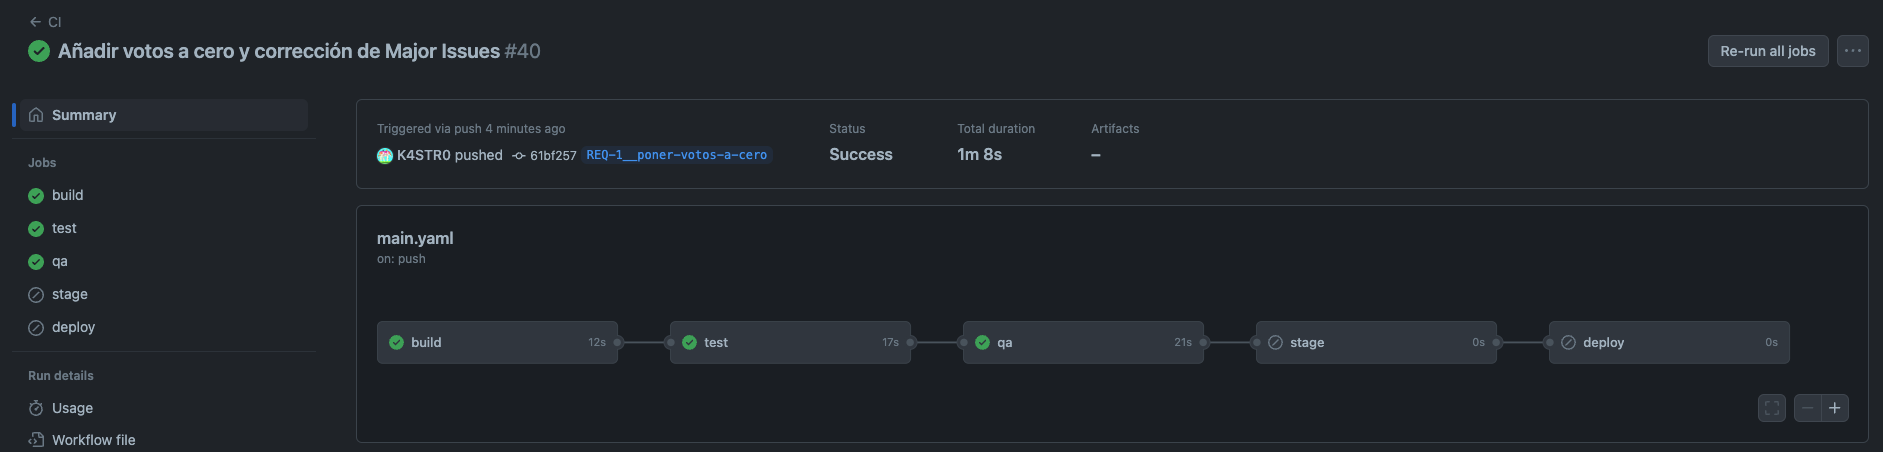 CI
Añadir votos a cero y corrección de Major Issues #40
Re-run all jobs
Summary
Jobs
build
test
qa
stage
deploy
Run details
Usage
Workflow file
Triggered via push 4 minutes ago
K4STR0 pushed 61bf257 REQ-1__poner-votos-a-cero
Status
Success
Total duration
1m 8s
Artifacts
–
main.yaml
on: push
build 12s
test 17s
qa 21s
stage 0s
deploy 0s